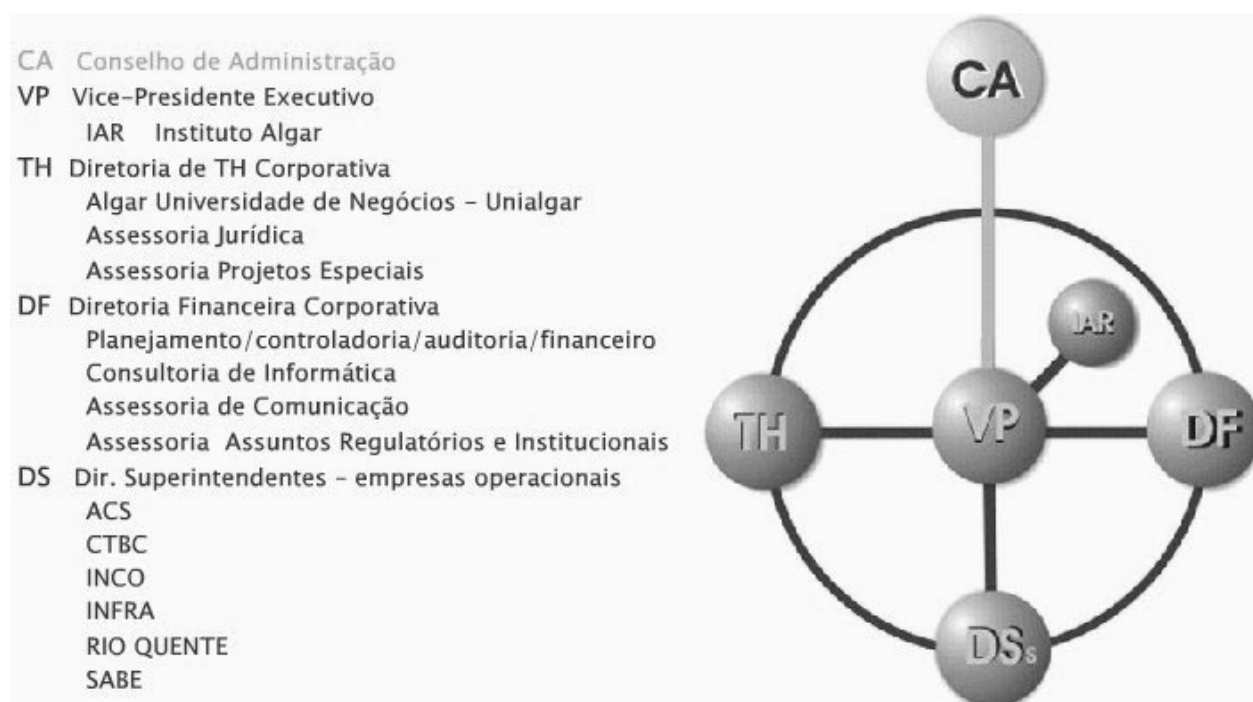 CA Conselho de Administração
VP Vice-Presidente Executivo
IAR Instituto Algar
TH Diretoria de TH Corporativa
Algar Universidade de Negócios - Unialgar
Assessoria Jurídica
Assessoria Projetos Especiais
DF Diretoria Financeira Corporativa
Planejamento/controladoria/auditoria/financeiro
Consultoria de Informática
Assessoria de Comunicação
Assessoria Assuntos Regulatórios e Institucionais
DS Dir. Superintendentes - empresas operacionais
ACS
CTBC
INCO
INFRA
RIO QUENTE
SABE
CA
IAR
TH
VP
DF
DSs